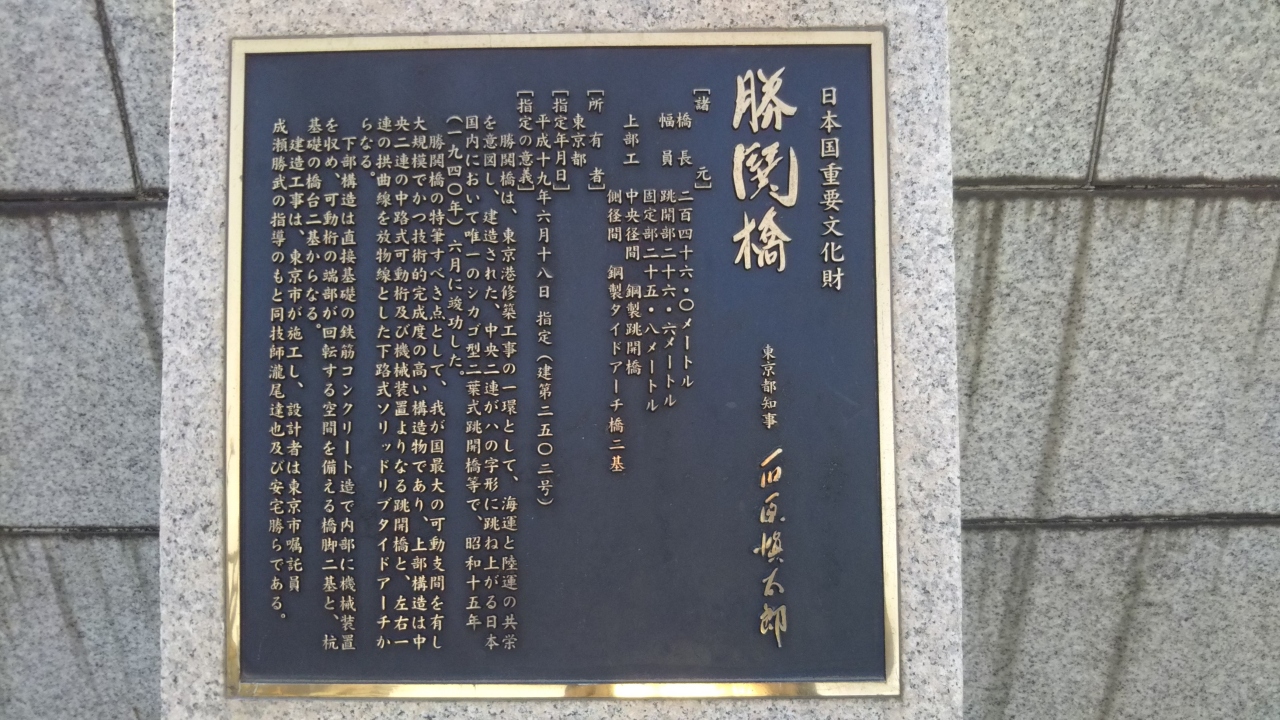 日本国重要文化財
勝鬨橋
東京都知事 石原慎太郎
［諸元］
橋長 二百四十六・〇メートル
幅員 跳開部二十六・六メートル
固定部二十五・八メートル
上部工 中央径間 鋼製跳開橋
側径間 鋼製タイドアーチ橋二基
［所有者］
東京都
［指定年月日］
平成十九年六月十八日 指定（建第二五〇二号）
［指定の意義］
勝鬨橋は、東京港修築工事の一環として、海運と陸運の共栄
を意図し、建造された、中央二連がハの字形に跳ね上がる日本
国内において唯一のシカゴ型二葉式跳開橋等で、昭和十五年
（一九四〇年）六月に竣功した。
勝鬨橋の特筆すべき点として、我が国最大の可動支間を有し
大規模でかつ技術的完成度の高い構造物であり、上部構造は中
央二連の中路式可動桁及び機械装置よりなる跳開橋と、左右一
連の拱曲線を放物線とした下路式ソリッドリブタイドアーチか
らなる。
下部構造は直接基礎の鉄筋コンクリート造で内部に機械装置
を収め、可動桁の端部が回転する空間を備える橋脚二基と、杭
基礎の橋台二基からなる。
建造工事は、東京市が施工し、設計者は東京市嘱託員
成瀬勝武の指導のもと同技師瀧尾達也及び安宅勝らである。